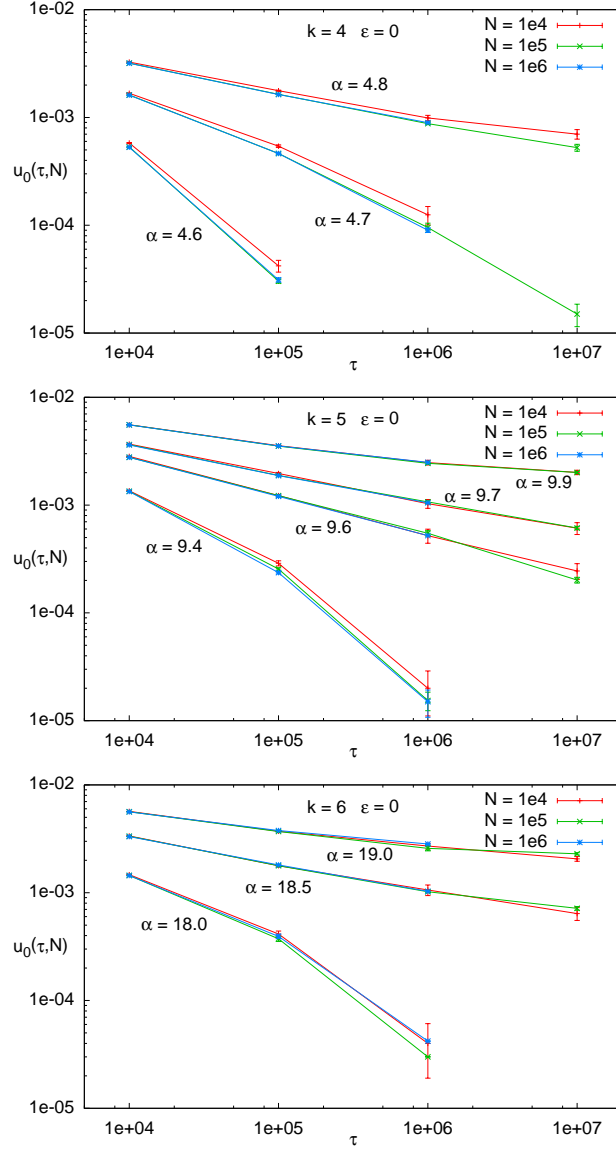 1e-02
k = 4 ε = 0
N = 1e4
N = 1e5
N = 1e6
α = 4.8
1e-03
u0(τ,N)
1e-04
α = 4.6
α = 4.7
1e-05
1e+04
1e+05
1e+06
1e+07
τ
1e-02
k = 5 ε = 0
N = 1e4
N = 1e5
N = 1e6
α = 9.9
α = 9.7
1e-03
α = 9.6
u0(τ,N)
α = 9.4
1e-04
1e-05
1e+04
1e+05
1e+06
1e+07
τ
1e-02
k = 6 ε = 0
N = 1e4
N = 1e5
N = 1e6
α = 19.0
1e-03
α = 18.5
α = 18.0
u0(τ,N)
1e-04
1e-05
1e+04
1e+05
1e+06
1e+07
τ